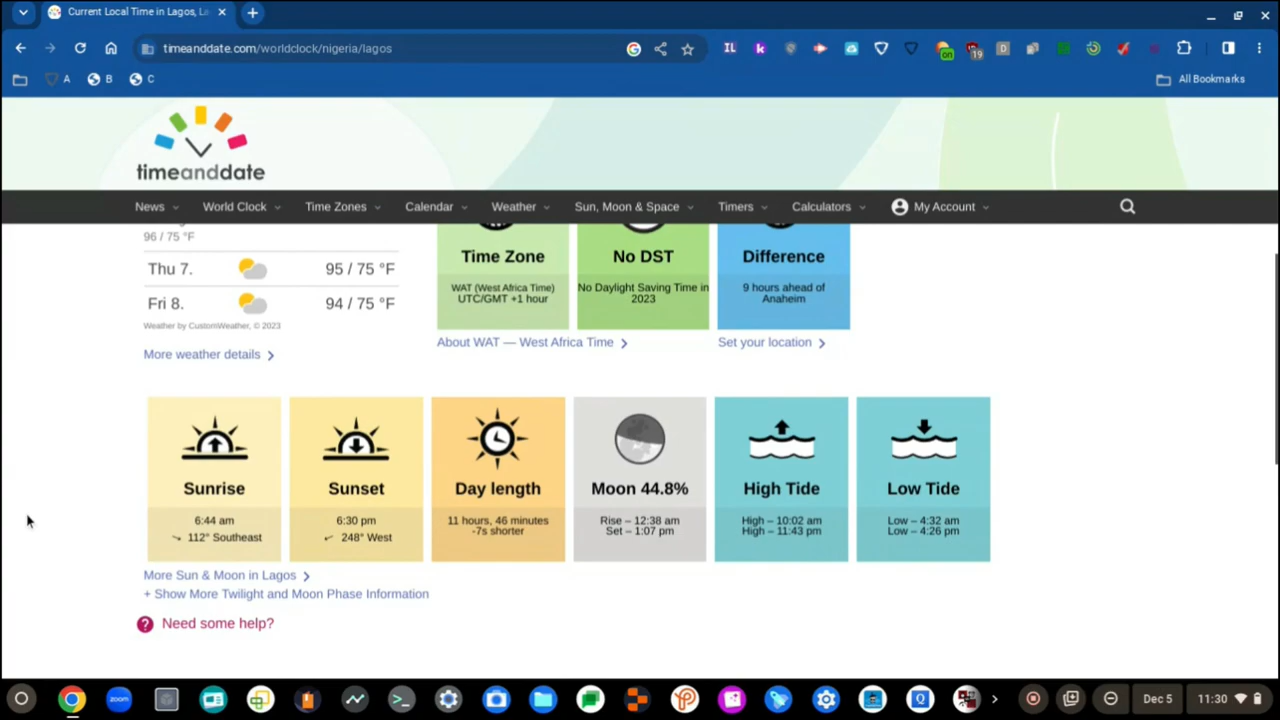 Current Local Time in Lagos, La
timeanddate.com/worldclock/nigeria/lagos
IL
k
on
19
D
A
B
C
All Bookmarks
timeanddate
News
World Clock
Time Zones
Calendar
Weather
Sun, Moon & Space
Timers
Calculators
My Account
96 / 75 °F
Thu 7.
95 / 75 °F
Fri 8.
94 / 75 °F
Weather by CustomWeather, © 2023
More weather details
Time Zone
WAT (West Africa Time)
UTC/GMT +1 hour
No DST
No Daylight Saving Time in
2023
Difference
9 hours ahead of
Anaheim
About WAT — West Africa Time
Set your location
Sunrise
6:44 am
112° Southeast
Sunset
6:30 pm
248° West
Day length
11 hours, 46 minutes
-7s shorter
Moon 44.8%
Rise – 12:38 am
Set – 1:07 pm
High Tide
High – 10:02 am
High – 11:43 pm
Low Tide
Low – 4:32 am
Low – 4:26 pm
More Sun & Moon in Lagos
+ Show More Twilight and Moon Phase Information
? Need some help?
zoom
Q
Dec 5
11:30